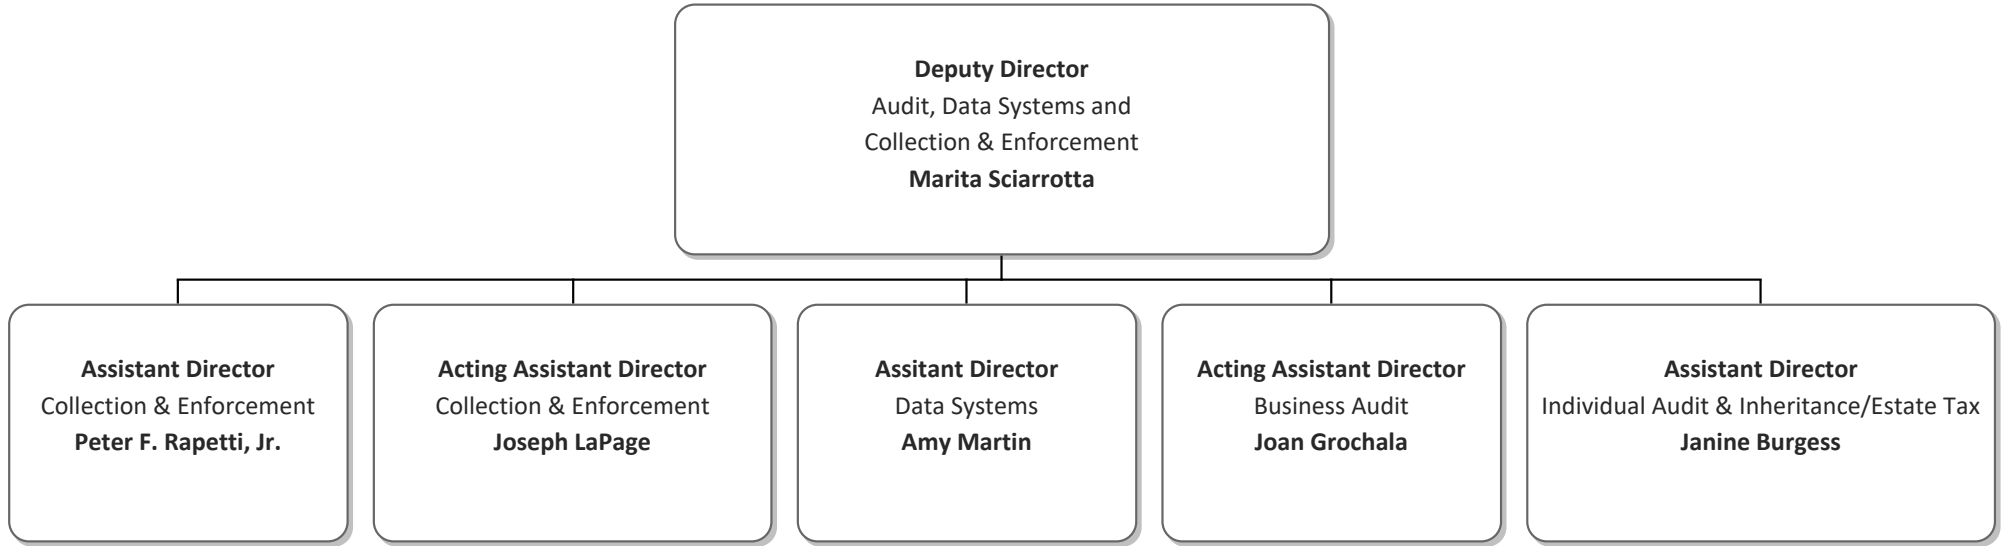 Deputy Director
Audit, Data Systems and
Collection & Enforcement
Marita Sciarrotta
Assistant Director
Collection & Enforcement
Peter F. Rapetti, Jr.
Acting Assistant Director
Collection & Enforcement
Joseph LaPage
Assitant Director
Data Systems
Amy Martin
Acting Assistant Director
Business Audit
Joan Grochala
Assistant Director
Individual Audit & Inheritance/Estate Tax
Janine Burgess